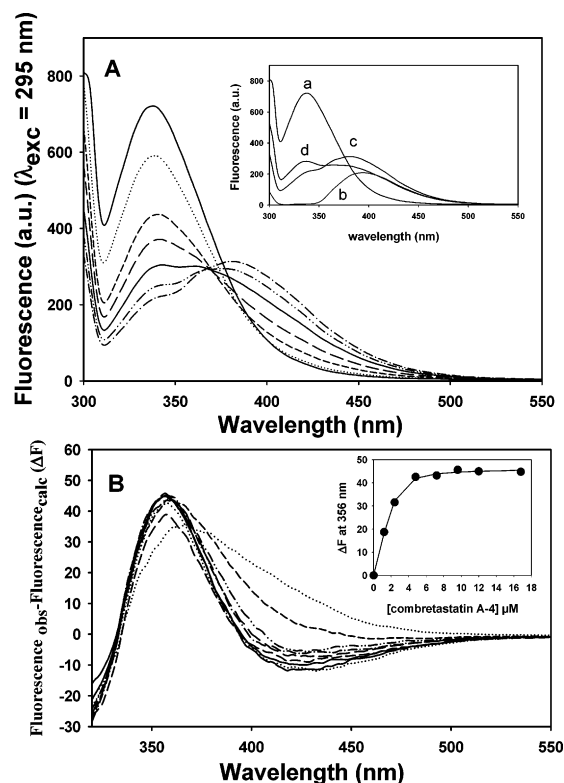 A
Fluorescence (a.u.) (λexc = 295 nm)
800
600
400
200
0
300 350 400 450 500 550
Wavelength (nm)
Fluorescence (a.u.)
800
600
400
200
0
a
c
d
b
300 350 400 450 500 550
wavelength (nm)
B
Fluorescence obs-Fluorescencecalc (ΔF)
60
50
40
30
20
10
0
-10
-20
-30
350 400 450 500 550
Wavelength (nm)
ΔF at 356 nm
50
40
30
20
10
0
0 2 4 6 8 10 12 14 16 18
[combretastatin A-4] µM